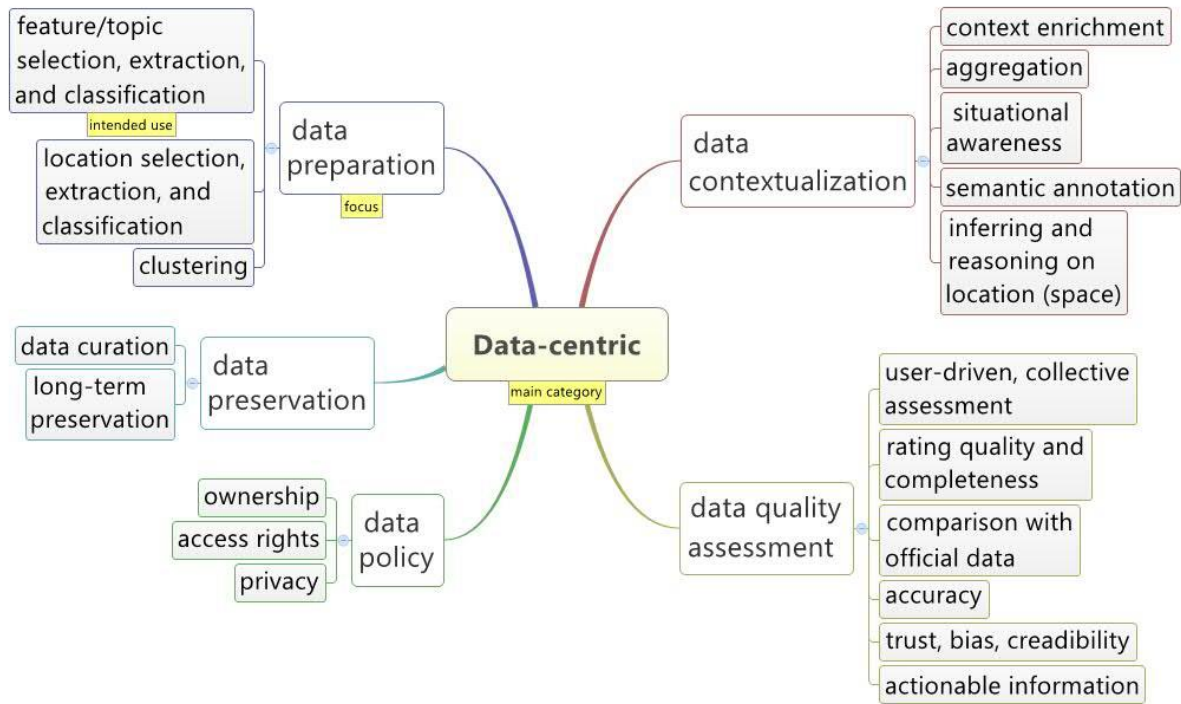 feature/topic
selection, extraction,
and classification
intended use
location selection,
extraction, and
classification
clustering
data
preparation
focus
data curation
long-term
preservation
data
preservation
ownership
access rights
privacy
data
policy
Data-centric
main category
data
contextualization
context enrichment
aggregation
situational
awareness
semantic annotation
inferring and
reasoning on
location (space)
data quality
assessment
user-driven, collective
assessment
rating quality and
completeness
comparison with
official data
accuracy
trust, bias, creadibility
actionable information